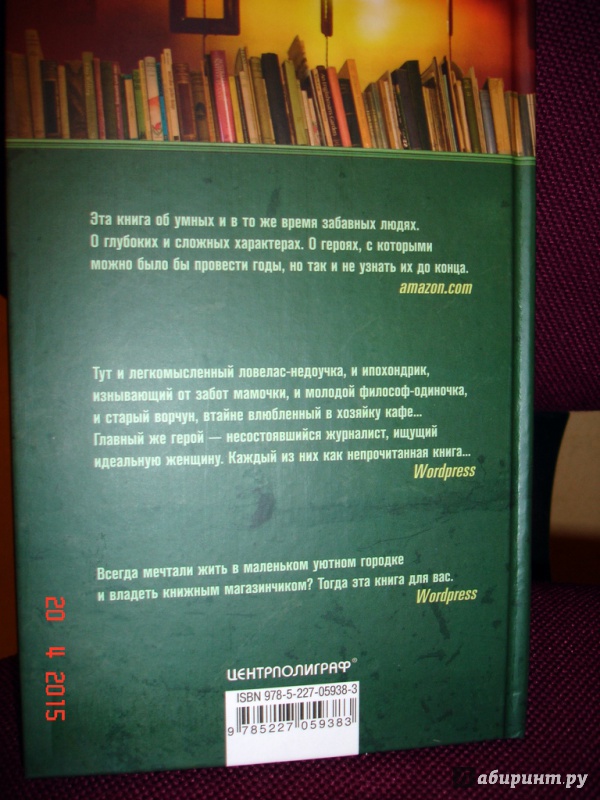 Эта книга об умных и в то же время забавных людях.
О глубоких и сложных характерах. О героях, с которыми
можно было бы провести годы, но так и не узнать их до конца.
amazon.com
Тут и легкомысленный ловелас-недоучка, и ипохондрик,
изнывающий от забот мамочки, и молодой философ-одиночка,
и старый ворчун, втайне влюбленный в хозяйку кафе...
Главный же герой — несостоявшийся журналист, ищущий
идеальную женщину. Каждый из них как непрочитанная книга...
Wordpress
Всегда мечтали жить в маленьком уютном городке
и владеть книжным магазинчиком? Тогда эта книга для вас.
Wordpress
ЦЕНТРПОЛИГРАФ®
ISBN 978-5-227-05938-3
9 785227 059383
20 4 2015
абиринт.ру